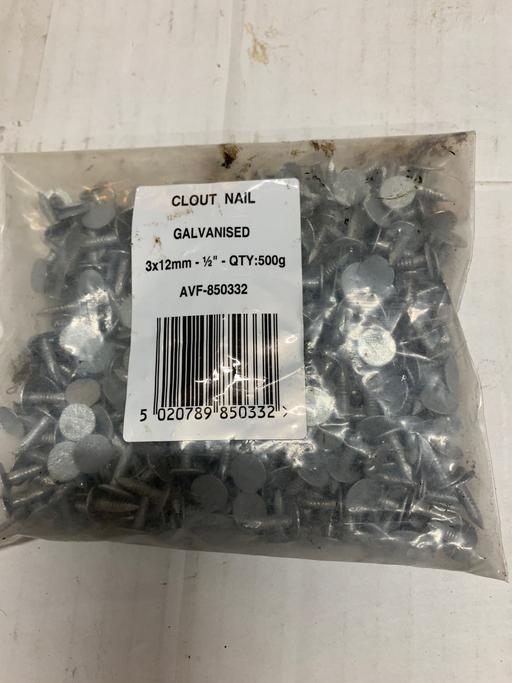 CLOUT NAIL
GALVANISED
3x12mm - ½" - QTY:500g
AVF-850332
5 020789 850332 >